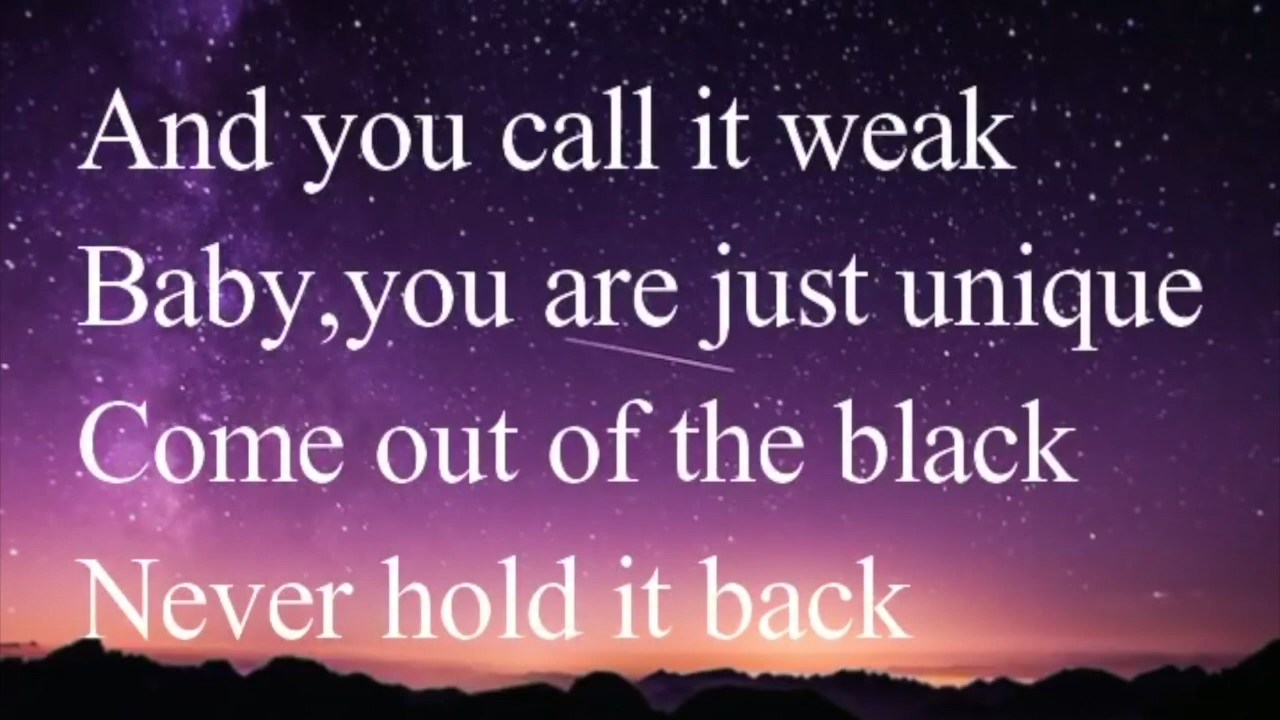 And you call it weak
Baby,you are just unique
Come out of the black
Never hold it back